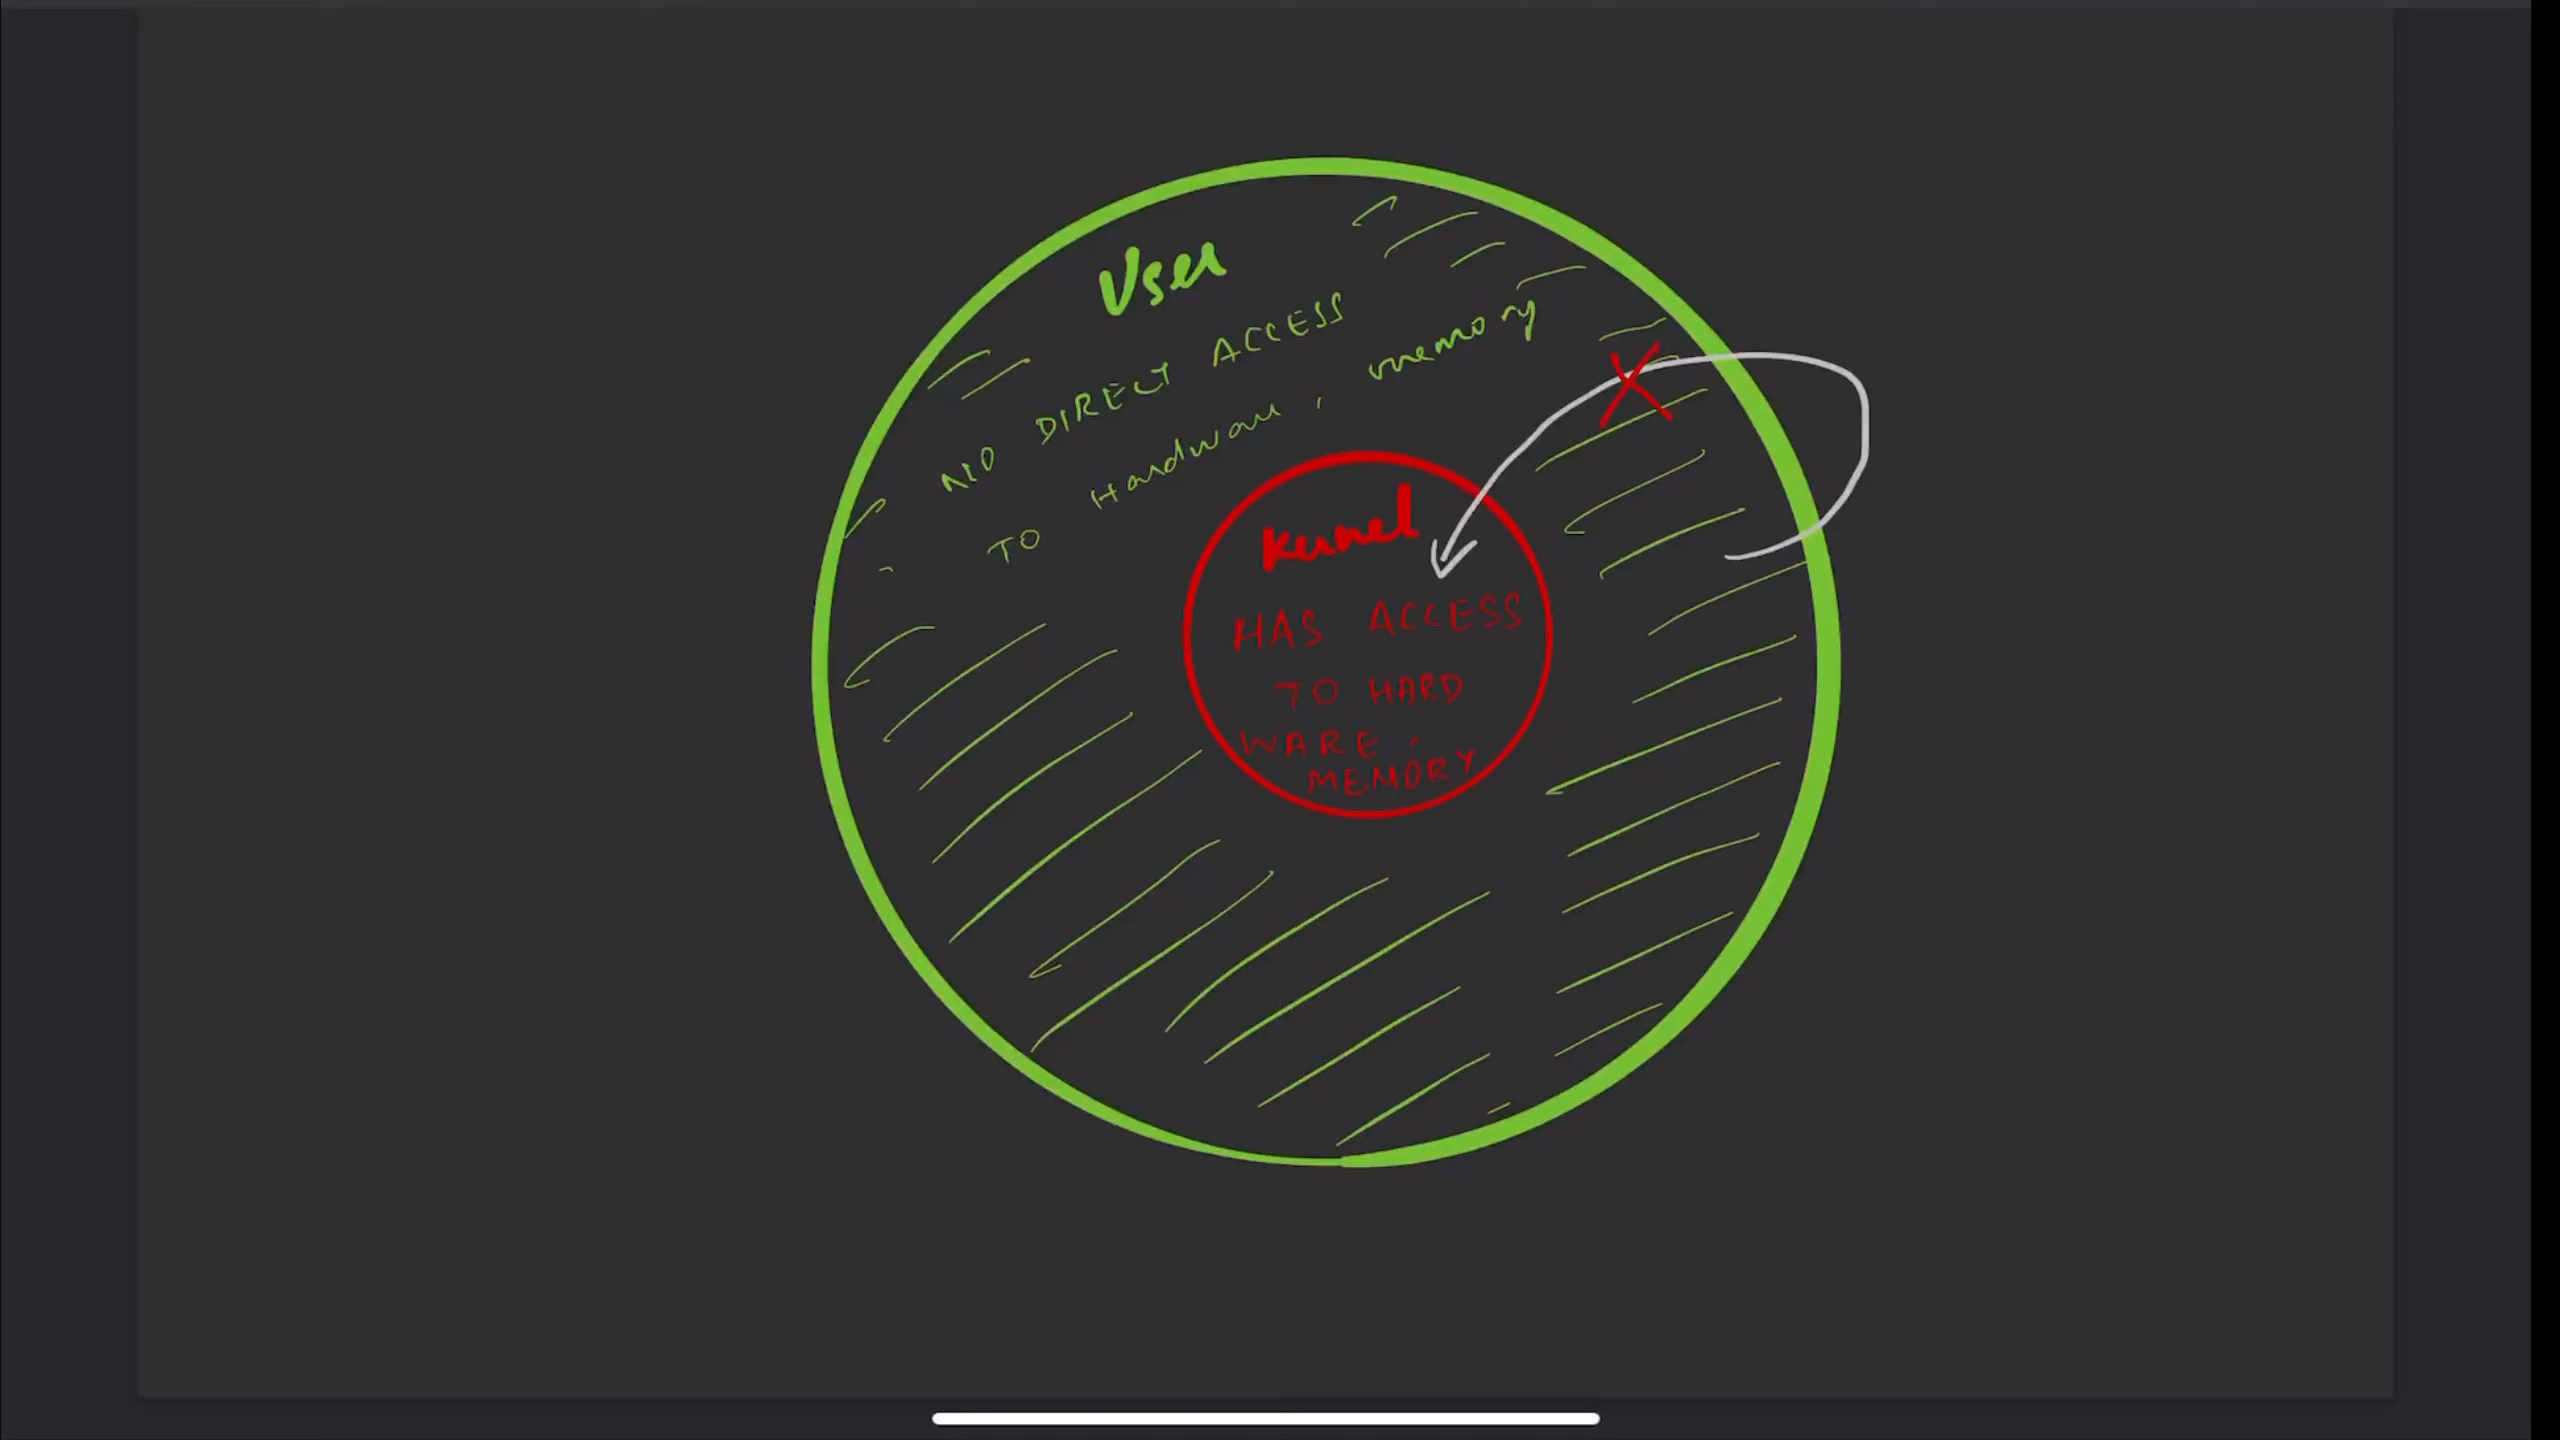 User
NO DIRECT ACCESS
TO Hardware, memory
Kernel
HAS ACCESS
TO HARD
WARE,
MEMORY